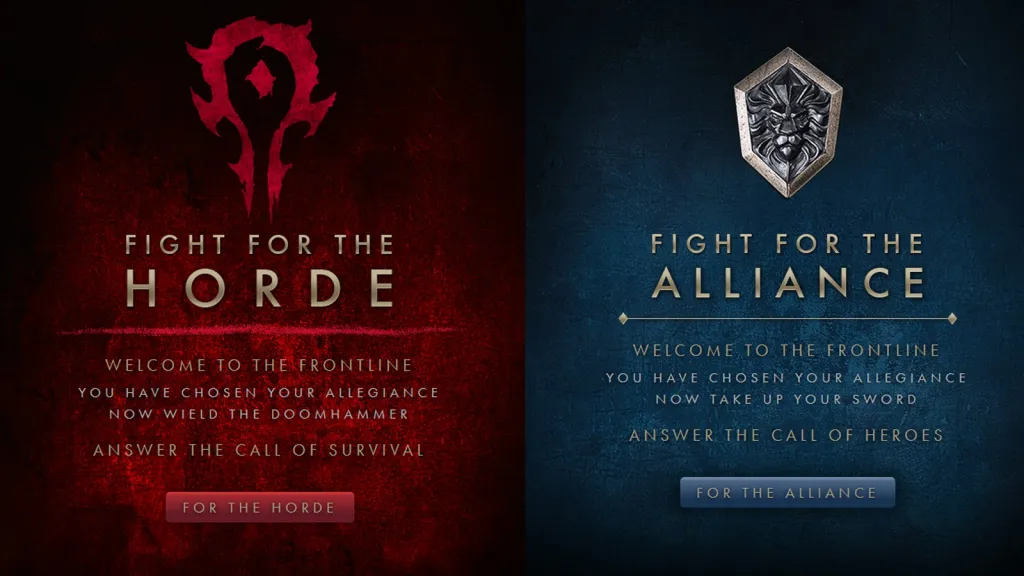 FIGHT FOR THE
HORDE
WELCOME TO THE FRONTLINE
YOU HAVE CHOSEN YOUR ALLEGIANCE
NOW WIELD THE DOOMHAMMER
ANSWER THE CALL OF SURVIVAL
FOR THE HORDE
FIGHT FOR THE
ALLIANCE
WELCOME TO THE FRONTLINE
YOU HAVE CHOSEN YOUR ALLEGIANCE
NOW TAKE UP YOUR SWORD
ANSWER THE CALL OF HEROES
FOR THE ALLIANCE